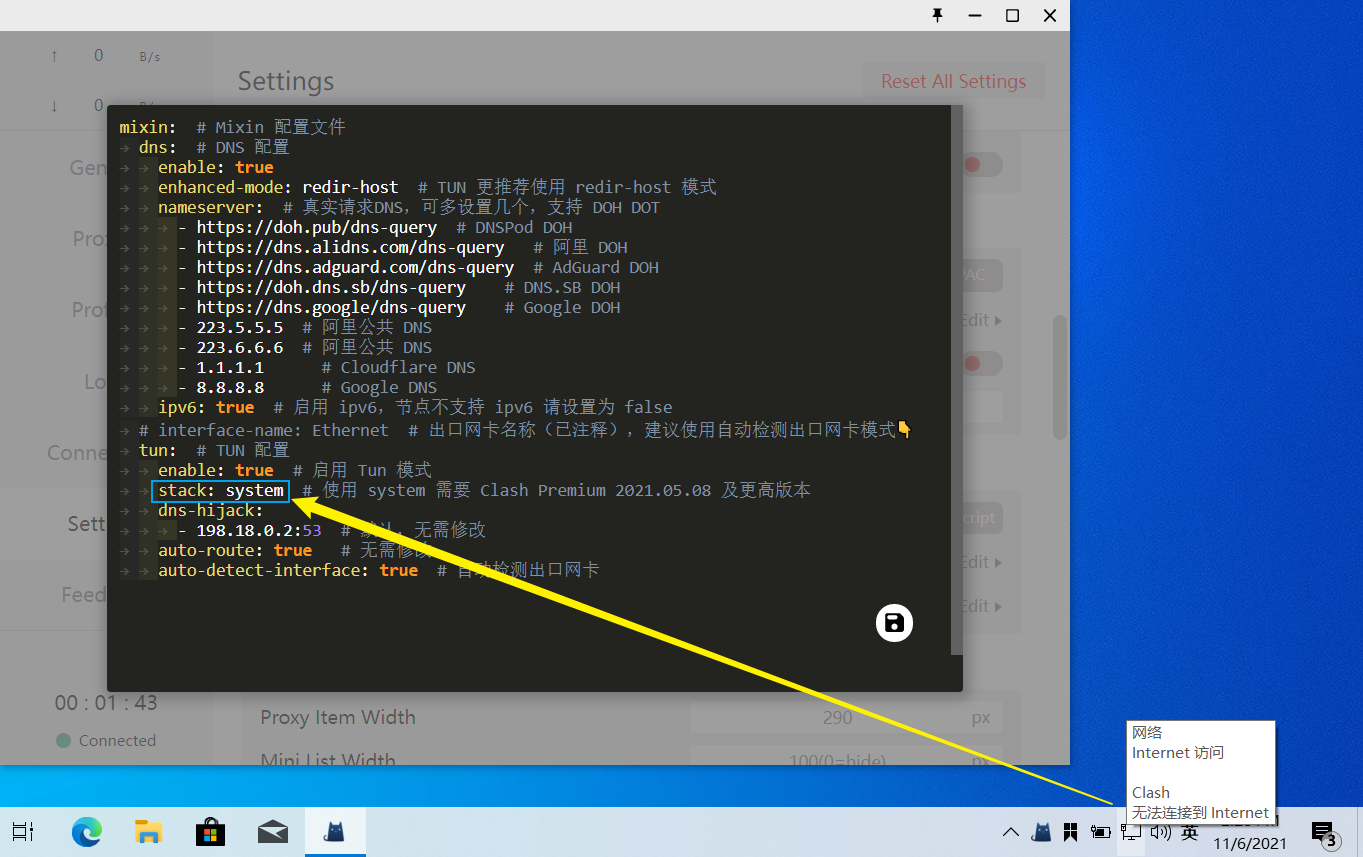 ↑ 0 B/s
Settings
Reset All Settings
↓ 0
mixin:  # Mixin 配置文件
dns:  # DNS 配置
Gen
enable: true
enhanced-mode: redir-host  # TUN 更推荐使用 redir-host 模式
nameserver:  # 真实请求DNS，可多设置几个，支持 DOH DOT
- https://doh.pub/dns-query  # DNSPod DOH
Prox
- https://dns.alidns.com/dns-query   # 阿里 DOH
- https://dns.adguard.com/dns-query  # AdGuard DOH
PAC
- https://doh.dns.sb/dns-query    # DNS.SB DOH
- https://dns.google/dns-query    # Google DOH
Prof
- 223.5.5.5  # 阿里公共 DNS
Edit
- 223.6.6.6  # 阿里公共 DNS
- 1.1.1.1      # Cloudflare DNS
Lo
- 8.8.8.8      # Google DNS
ipv6: true  # 启用 ipv6，节点不支持 ipv6 请设置为 false
# interface-name: Ethernet  # 出口网卡名称（已注释），建议使用自动检测出口网卡模式👇
Conne
tun:  # TUN 配置
enable: true  # 启用 Tun 模式
stack: system  # 使用 system 需要 Clash Premium 2021.05.08 及更高版本
dns-hijack:
Sett
cript
- 198.18.0.2:53  # 默认，无需修改
auto-route: true   # 无需修改
auto-detect-interface: true  # 自动检测出口网卡
Edit
Feed
Edit
00 : 01 : 43
Proxy Item Width 290 px
Connected
Mini List Width 100(0=hide) px
网络
Internet 访问
Clash
无法连接到 Internet
英
11/6/2021
3